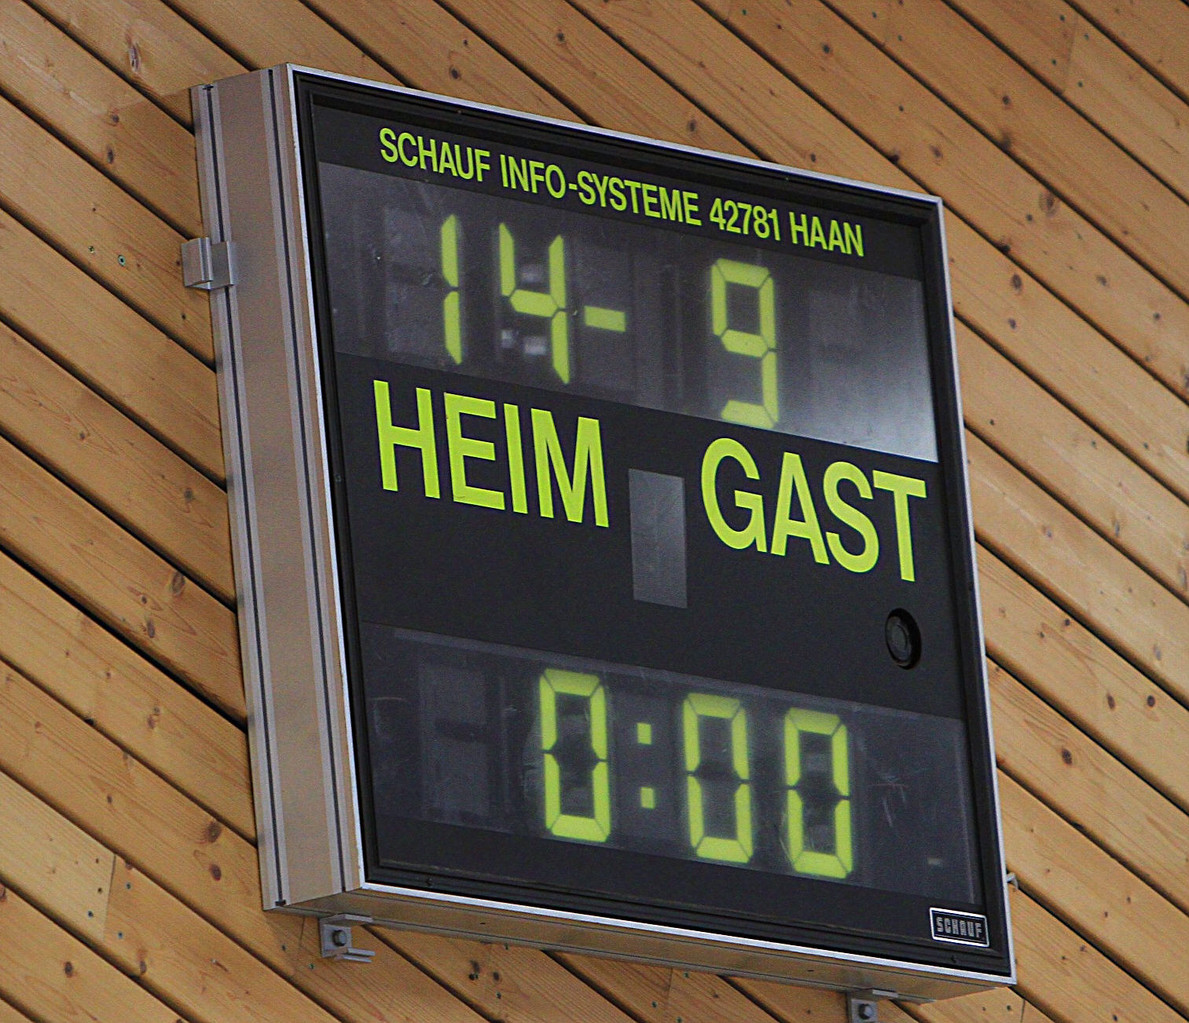 SCHAUF INFO-SYSTEME 42781 HAAN
14- 9
HEIM GAST
0:00
SCHAUF